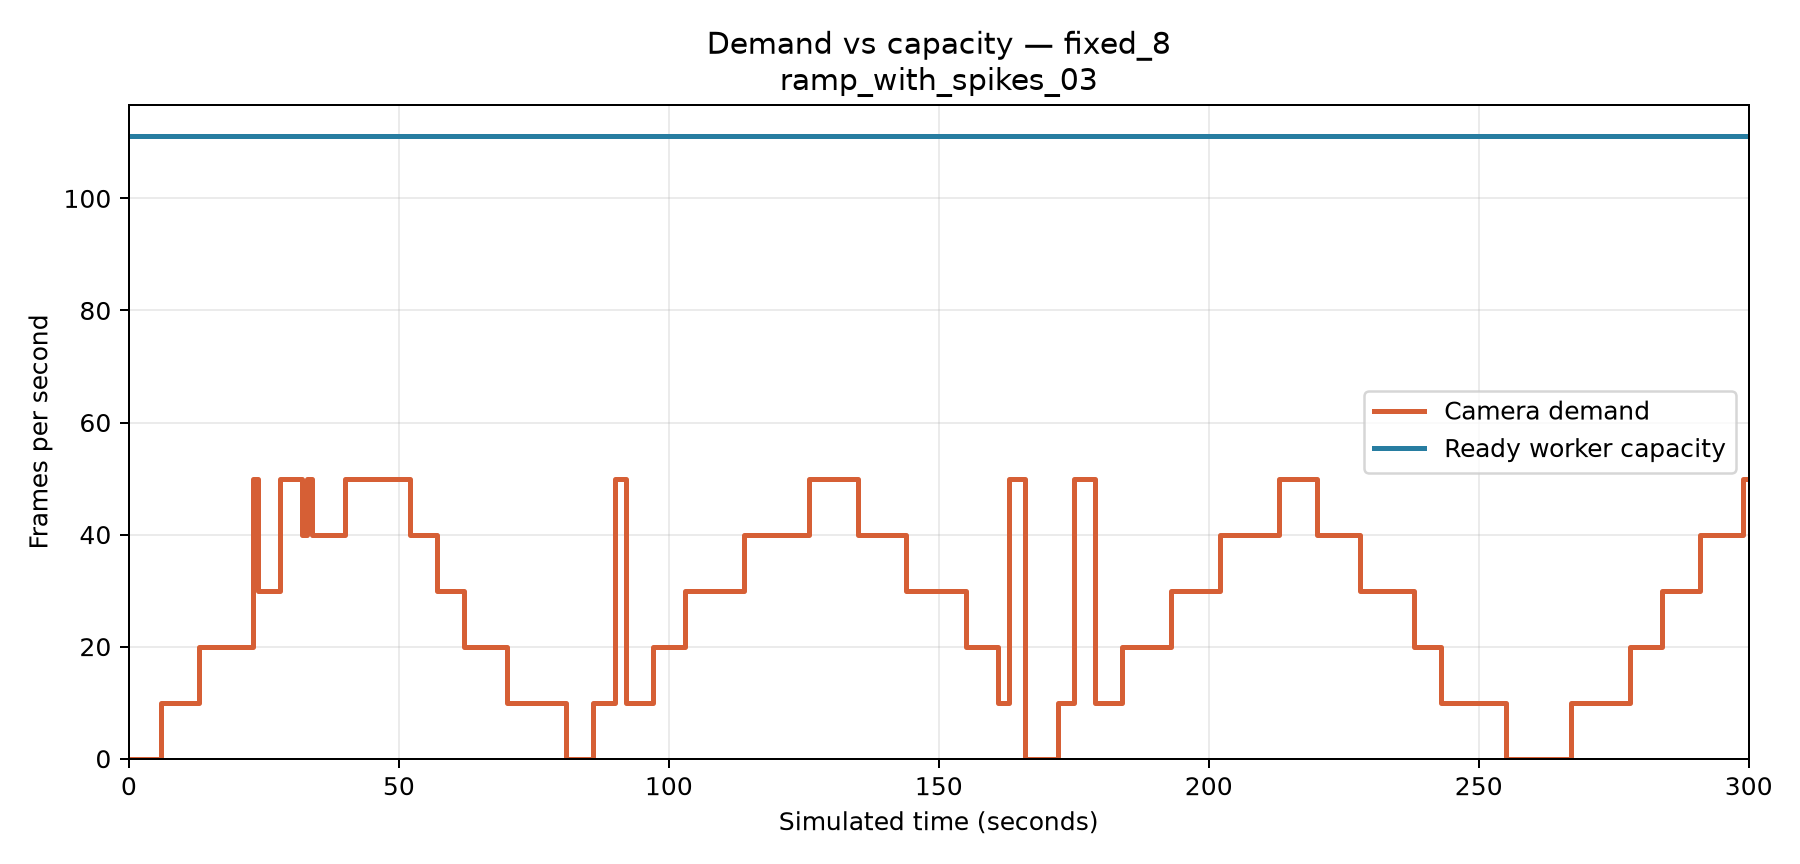 Demand vs capacity — fixed_8
ramp_with_spikes_03
Frames per second
100
80
60
40
20
0
Camera demand
Ready worker capacity
0 50 100 150 200 250 300
Simulated time (seconds)